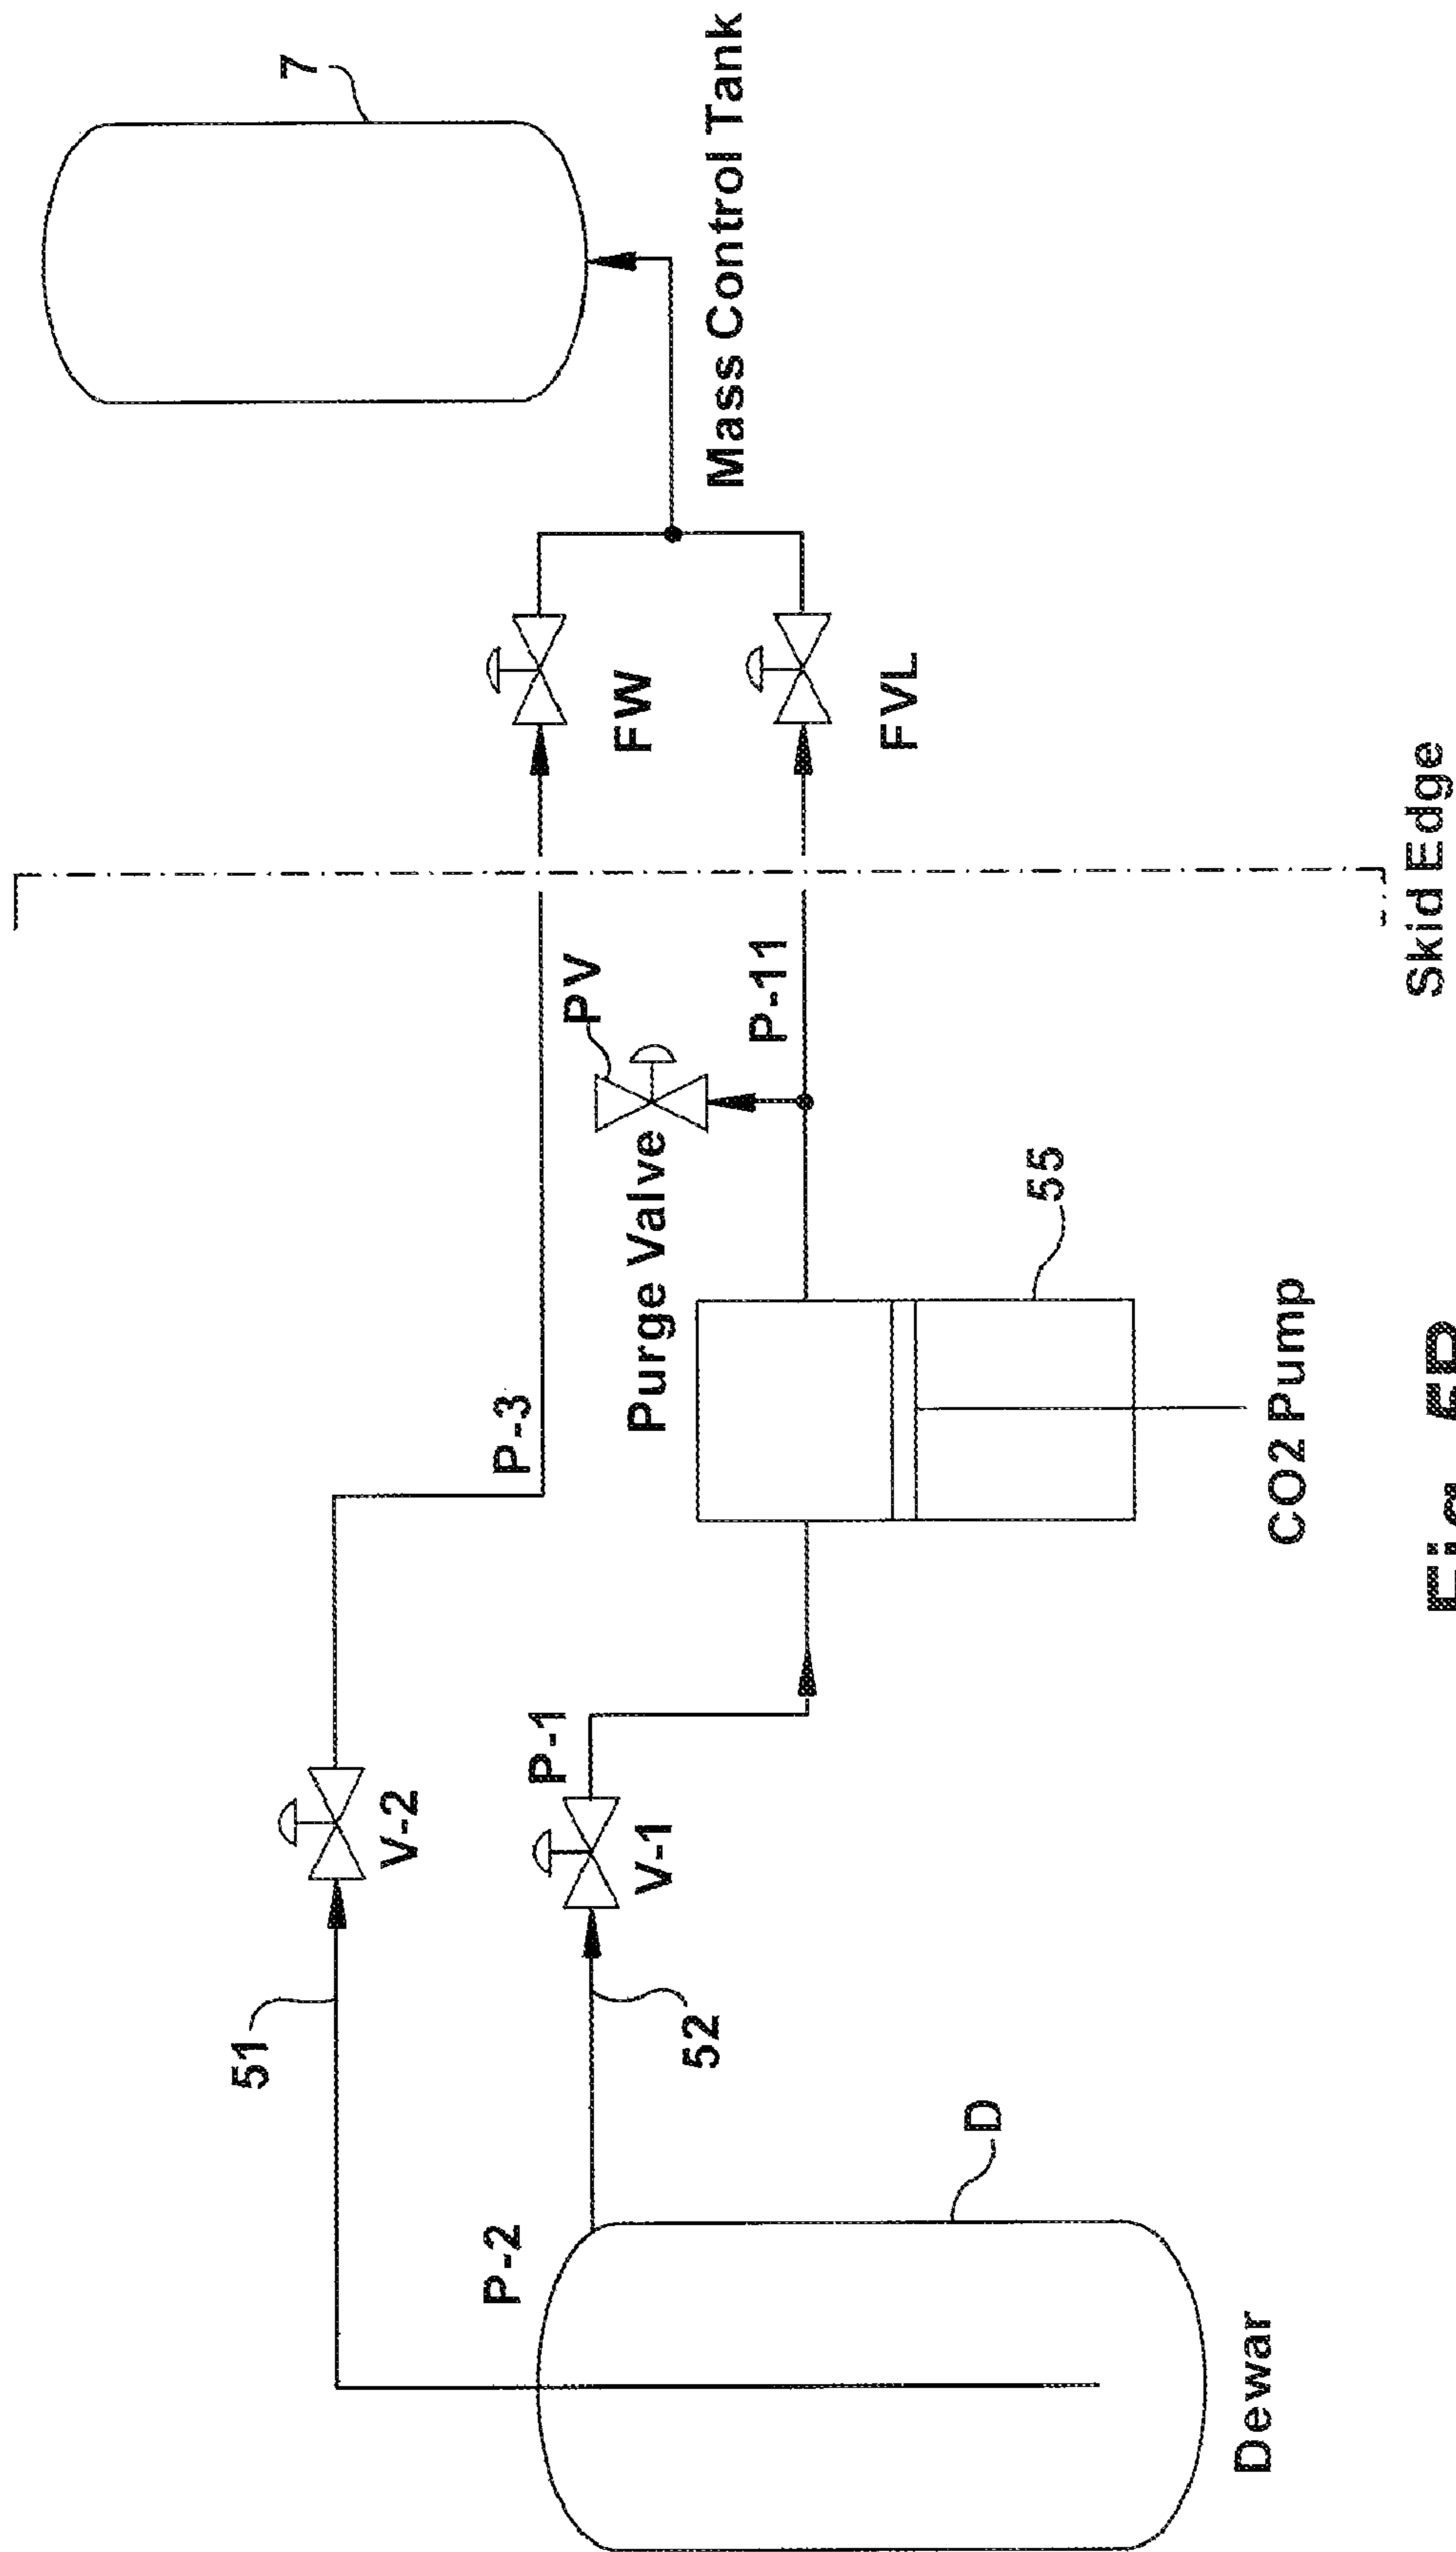 7
Mass Control Tank
FW
FVL
Skid Edge
PV
P-11
Purge Valve
55
CO2 Pump
P-3
P-1
V-2
V-1
51
52
P-2
D
Dewar